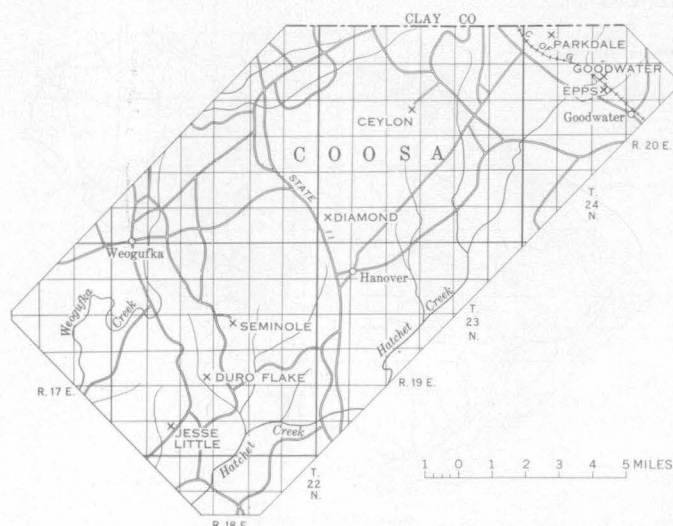 CLAY CO
C OF G
PARKDALE
GOODWATER
EPPS
Goodwater
CEYLON
R. 20 E.
COOSA
T.
24
N.
STATE
11
DIAMOND
Weogufka
Hanover
Weogufka
Creek
Hatchet
Creek
T.
23
N.
SEMINOLE
R. 17 E.
DURO FLAKE
R. 19 E.
JESSE
LITTLE
Hatchet
Creek
T.
22
N.
1 0 1 2 3 4 5 MILES
R. 18 E.